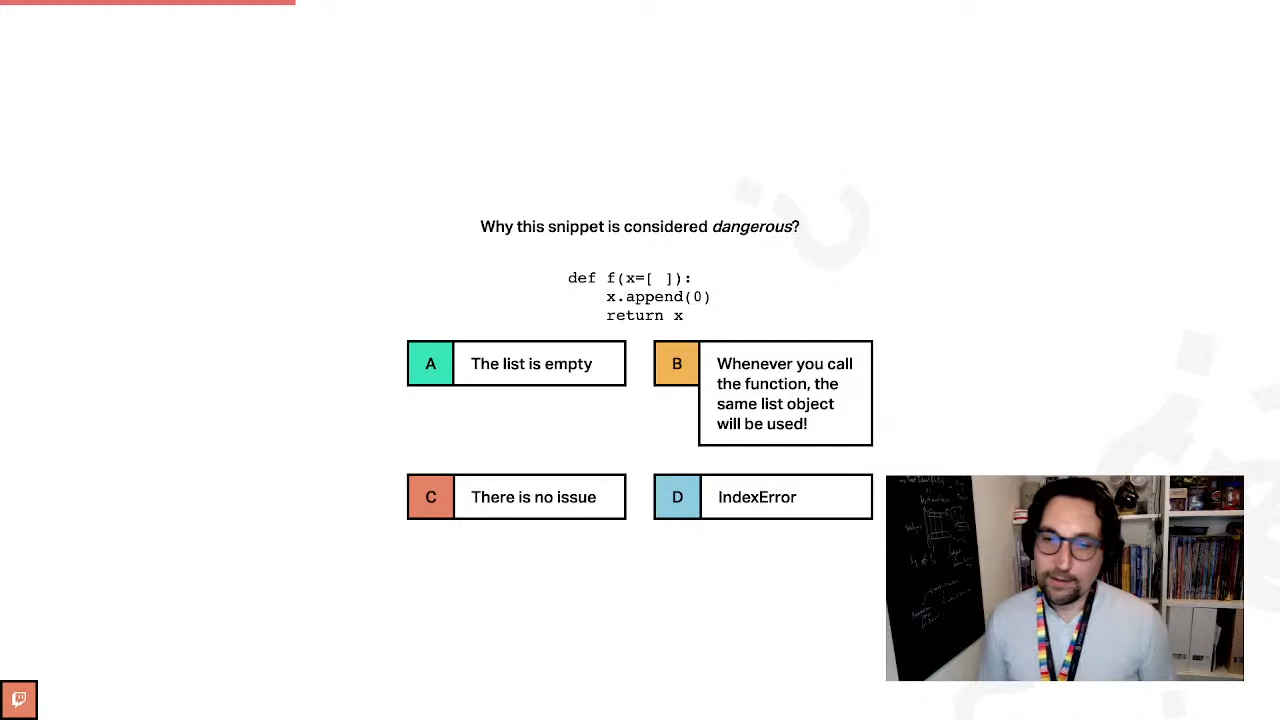 Why this snippet is considered dangerous?
def f(x=[ ]):
x.append(0)
return x
A
The list is empty
B
Whenever you call
the function, the
same list object
will be used!
C
There is no issue
D
IndexError